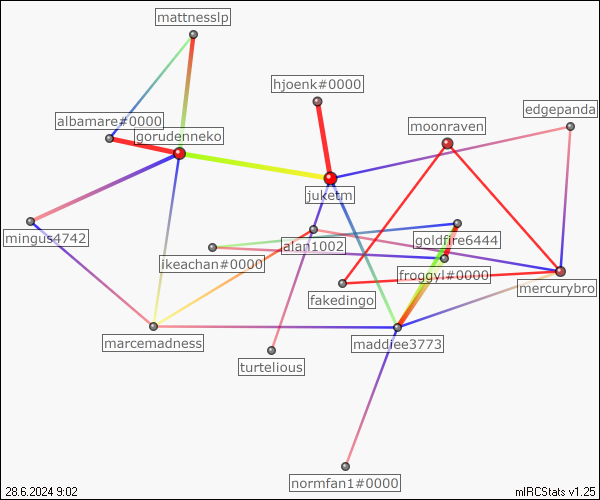 mattnesslp
hjoenk#0000
edgepanda
albamare#0000
moonraven
gorudenneko
juketm
mingus4742
alan1002
goldfire6444
ikeachan#0000
froggyl#0000
mercurybro
fakedingo
marcemadness
maddiee3773
turtelious
normfan1#0000
28.6.2024 9:02
mIRCStats v1.25